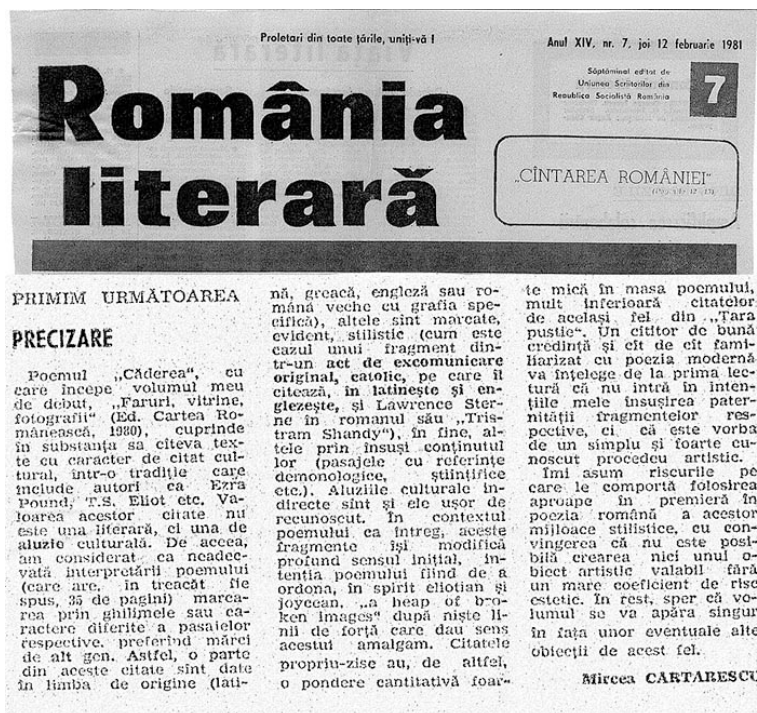 Proletari din toate țările, uniți-vă !
Anul XIV, nr. 7, joi 12 februarie 1981
Săptămînal editat de
Uniunea Scriitorilor din
Republica Socialistă România
7
România
literară
„CÎNTAREA ROMÂNIEI"
PRIMIM URMĂTOAREA
PRECIZARE
Poemul „Căderea", cu
care începe volumul meu
de debut, „Faruri, vitrine,
fotografii" (Ed. Cartea Ro-
mânească, 1980), cuprinde
în substanța sa cîteva tex-
te cu caracter de citat cul-
tural, într-o tradiție care
include autori ca Ezra
Pound, T.S. Eliot etc. Va-
loarea acestor citate nu
este una literară, ci una de
aluzie culturală. De aceea,
am considerat ca neadec-
vată interpretării poemului
(care are, în treacăt fie
spus, 35 de pagini) marca-
rea prin ghilimele sau ca-
ractere diferite a pasajelor
respective, preferînd mărci
de alt gen. Astfel, o parte
din aceste citate sînt date
în limba de origine (lati-
nă, greacă, engleză sau ro-
mână veche cu grafia spe-
cifică), altele sînt marcate,
evident, stilistic (cum este
cazul unui fragment din-
tr-un act de excomunicare
original, catolic, pe care îl
citează, în latinește și en-
glezește, și Lawrence Ster-
ne în romanul său „Tris-
tram Shandy"), în fine, al-
tele prin însuși conținutul
lor (pasajele cu referințe
demonologice, științifice
etc.). Aluziile culturale in-
directe sînt și ele ușor de
recunoscut. În contextul
poemului ca întreg, aceste
fragmente își modifică
profund sensul inițial, in-
tenția poemului fiind de a
ordona, în spirit eliotian și
joycean, „a heap of bro-
ken images" după niște li-
nii de forță care dau sens
acestui amalgam. Citatele
propriu-zise au, de altfel,
o pondere cantitativă foar-
te mică în masa poemului,
mult inferioară citatelor
de același fel din „Țara
pustie". Un cititor de bună
credință și cît de cît fami-
liarizat cu poezia modernă
va înțelege de la prima lec-
tură că nu intră în inten-
țiile mele însușirea pater-
nității fragmentelor res-
pective, ci că este vorba
de un simplu și foarte cu-
noscut procedeu artistic.
Îmi asum riscurile pe
care le comportă folosirea
aproape în premieră în
poezia română a acestor
mijloace stilistice, cu con-
vingerea că nu este posi-
bilă crearea nici unui o-
biect artistic valabil fără
un mare coeficient de risc
estetic. În rest, sper că vo-
lumul se va apăra singur
în fața unor eventuale alte
obiecții de acest fel.
Mircea CĂRTĂRESCU